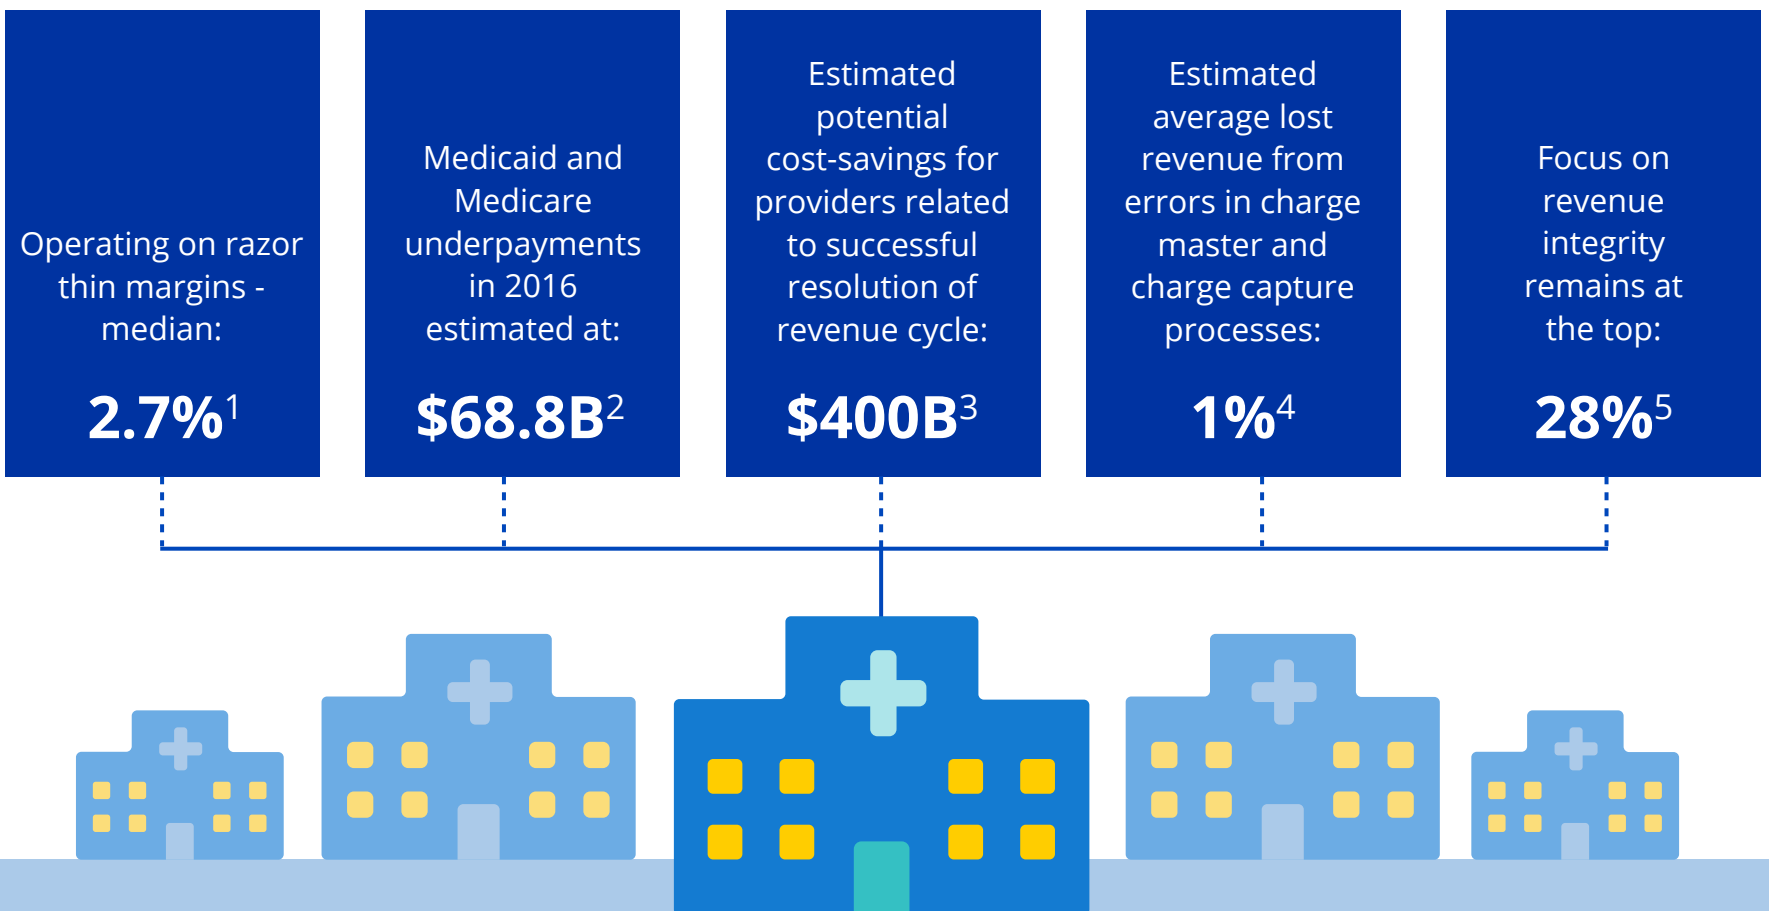 Operating on razor
thin margins -
median:
2.7%1
Medicaid and
Medicare
underpayments
in 2016
estimated at:
$68.8B2
Estimated
potential
cost-savings for
providers related
to successful
resolution of
revenue cycle:
$400B3
Estimated
average lost
revenue from
errors in charge
master and
charge capture
processes:
1%4
Focus on
revenue
integrity
remains at
the top:
28%5